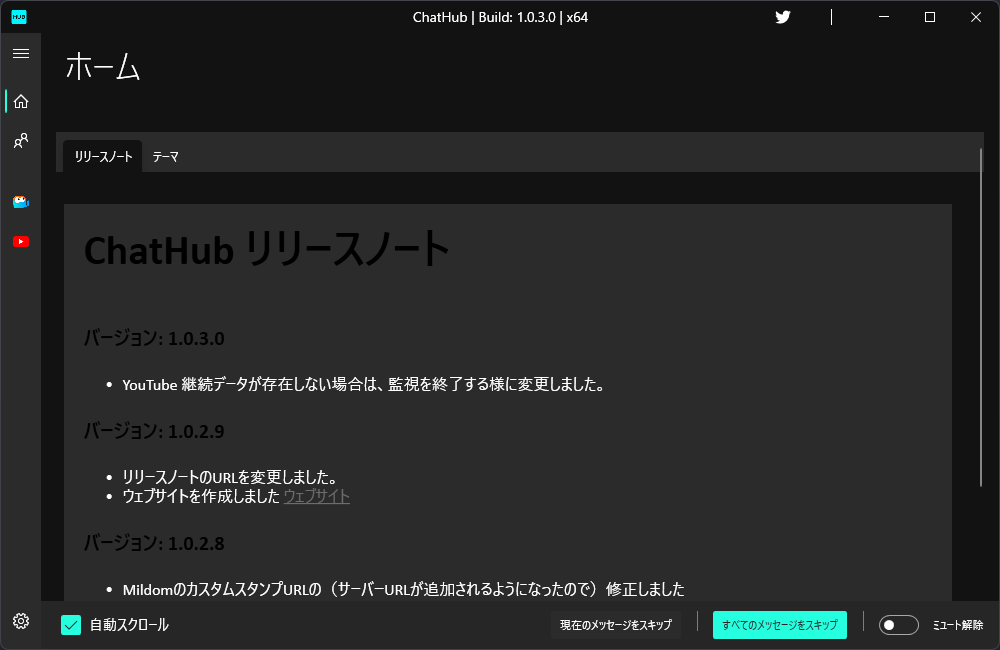 HUB
ChatHub | Build: 1.0.3.0 | x64
ホーム
リリースノート
テーマ
ChatHub リリースノート
バージョン: 1.0.3.0
• YouTube 継続データが存在しない場合は、監視を終了する様に変更しました。
バージョン: 1.0.2.9
• リリースノートのURLを変更しました。
• ウェブサイトを作成しました ウェブサイト
バージョン: 1.0.2.8
• MildomのカスタムスタンプURLの（サーバーURLが追加されるようになったので）修正しました
自動スクロール
現在のメッセージをスキップ
すべてのメッセージをスキップ
ミュート解除